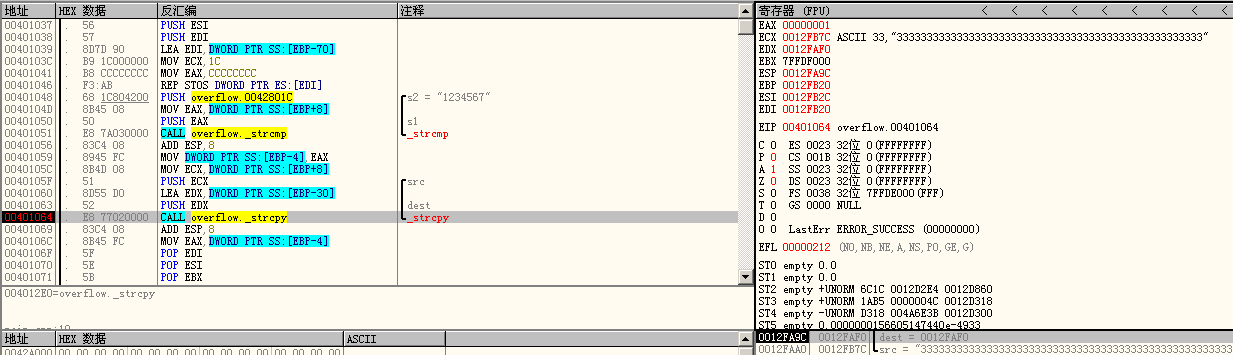 地址 HEX 数据 反汇编 注释
00401037 . 56 PUSH ESI
00401038 . 57 PUSH EDI
00401039 . 8D7D 90 LEA EDI,DWORD PTR SS:[EBP-70]
0040103C . B9 1C000000 MOV ECX,1C
00401041 . B8 CCCCCCCC MOV EAX,CCCCCCCC
00401046 . F3:AB REP STOS DWORD PTR ES:[EDI]
00401048 . 68 1C804200 PUSH overflow.0042801C s2 = "1234567"
0040104D . 8B45 08 MOV EAX,DWORD PTR SS:[EBP+8]
00401050 . 50 PUSH EAX s1
00401051 . E8 7A030000 CALL overflow._strcmp _strcmp
00401056 . 83C4 08 ADD ESP,8
00401059 . 8945 FC MOV DWORD PTR SS:[EBP-4],EAX
0040105C . 8B4D 08 MOV ECX,DWORD PTR SS:[EBP+8]
0040105F . 51 PUSH ECX src
00401060 . 8D55 D0 LEA EDX,DWORD PTR SS:[EBP-30]
00401063 . 52 PUSH EDX dest
00401064 . E8 77020000 CALL overflow._strcpy _strcpy
00401069 . 83C4 08 ADD ESP,8
0040106C . 8B45 FC MOV EAX,DWORD PTR SS:[EBP-4]
0040106F . 5F POP EDI
00401070 . 5E POP ESI
00401071 . 5B POP EBX
004012E0=overflow._strcpy
地址 HEX 数据 ASCII
0042A000 00 00 00 00 00 00 00 00 00 00 00 00
寄存器 (FPU) < < < < < < < <
EAX 00000001
EDX 0012FAF0
EBX 7FFDF000
ESP 0012FA9C
EBP 0012FB20
ESI 0012FB2C
EDI 0012FB20
EIP 00401064 overflow.00401064
C 0 ES 0023 32位 0(FFFFFFFF)
P 0 CS 001B 32位 0(FFFFFFFF)
A 1 SS 0023 32位 0(FFFFFFFF)
Z 0 DS 0023 32位 0(FFFFFFFF)
S 0 FS 0038 32位 7FFDE000(FFF)
T 0 GS 0000 NULL
D 0
O 0 LastErr ERROR_SUCCESS (00000000)
EFL 00000212 (NO,NB,NE,A,NS,PO,GE,G)
ST0 empty 0.0
ST1 empty 0.0
ST2 empty +UNORM 6C1C 0012D2E4 0012D860
ST3 empty +UNORM 1AB5 0000004C 0012D318
ST4 empty -UNORM D318 004A6E3B 0012D300
0012FA9C 0012FAF0 dest = 0012FAF0